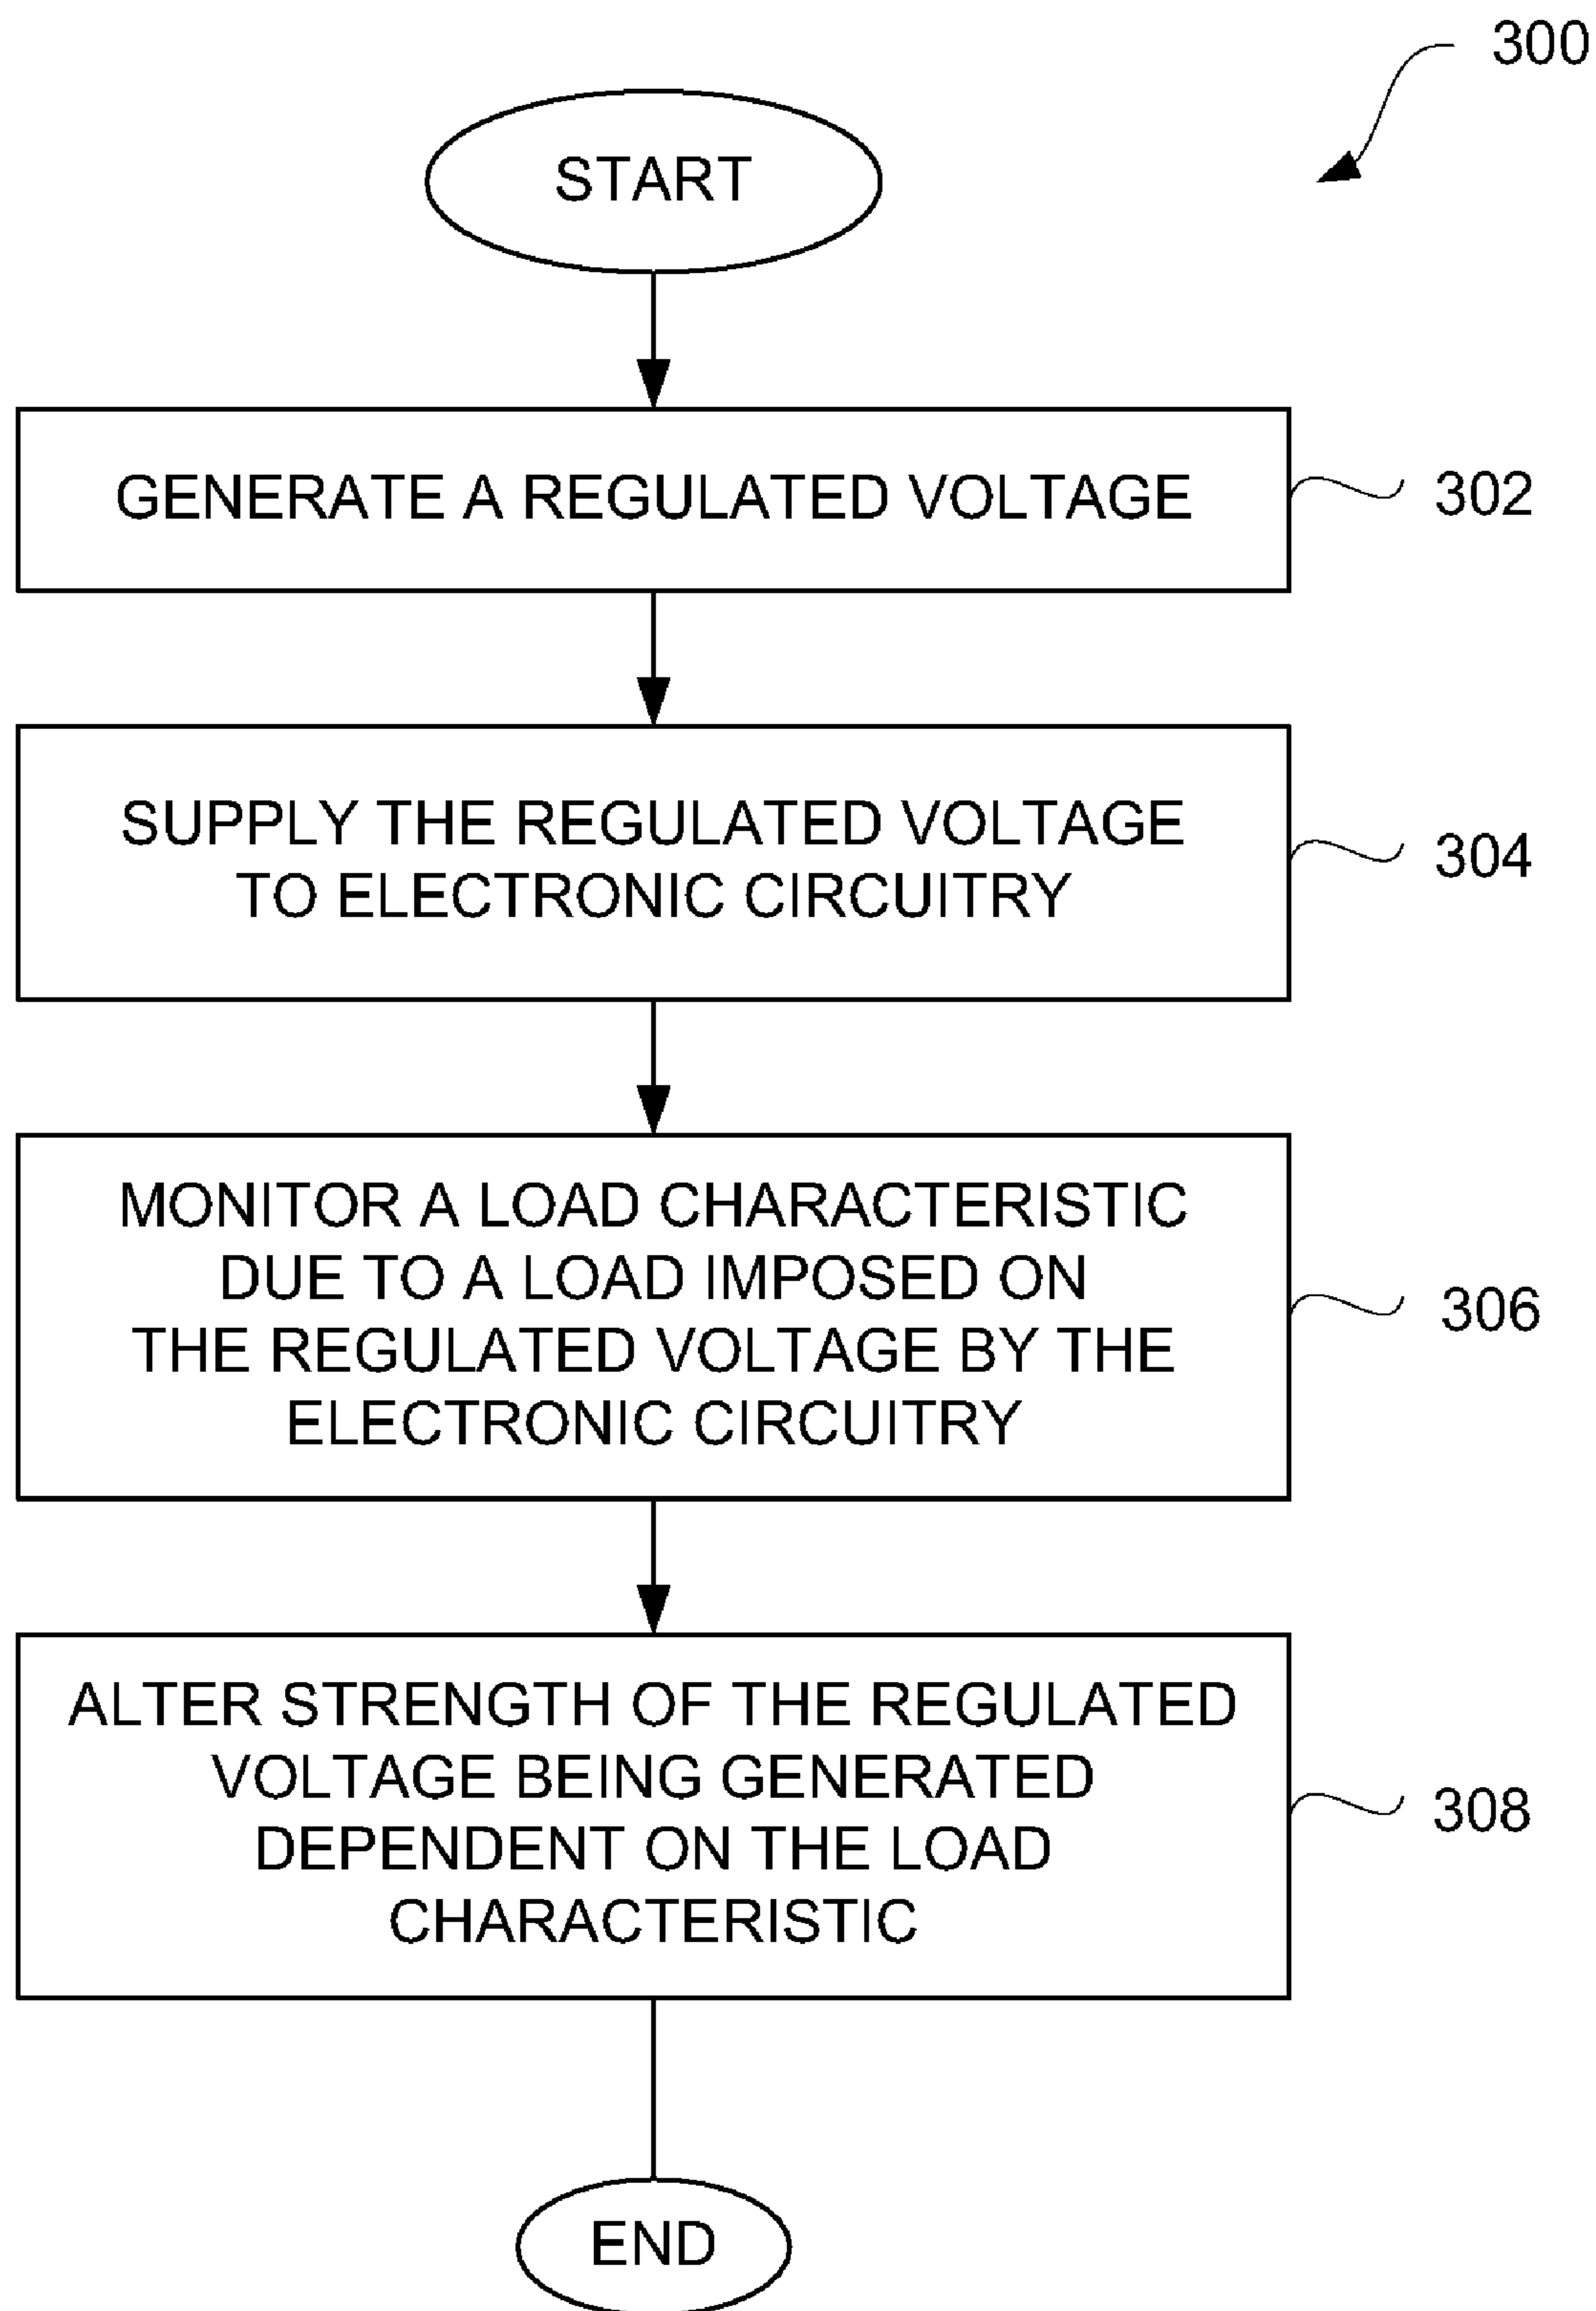 300
START
GENERATE A REGULATED VOLTAGE
302
SUPPLY THE REGULATED VOLTAGE
TO ELECTRONIC CIRCUITRY
304
MONITOR A LOAD CHARACTERISTIC
DUE TO A LOAD IMPOSED ON
THE REGULATED VOLTAGE BY THE
ELECTRONIC CIRCUITRY
306
ALTER STRENGTH OF THE REGULATED
VOLTAGE BEING GENERATED
DEPENDENT ON THE LOAD
CHARACTERISTIC
308
END